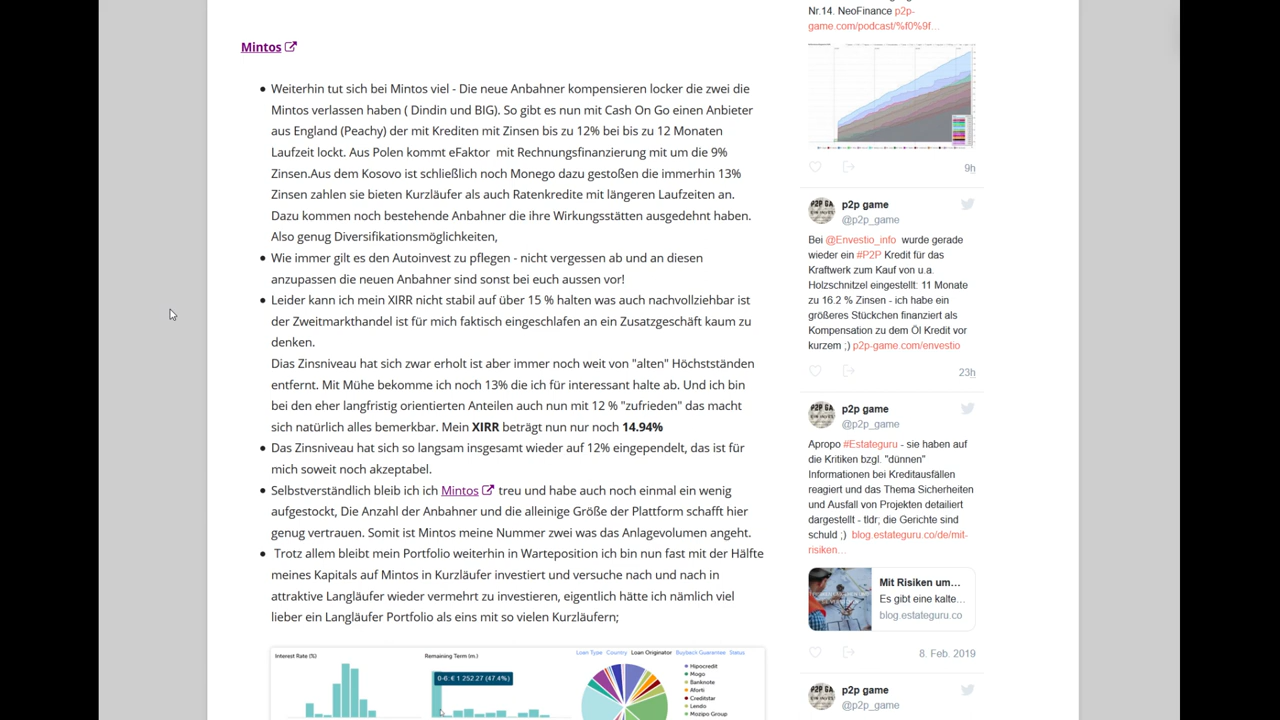 Mintos
Weiterhin tut sich bei Mintos viel - Die neue Anbahner kompensieren locker die zwei die
Mintos verlassen haben ( Dindin und BIG). So gibt es nun mit Cash On Go einen Anbieter
aus England (Peachy) der mit Krediten mit Zinsen bis zu 12% bei bis zu 12 Monaten
Laufzeit lockt. Aus Polen kommt eFaktor mit Rechnungsfinanzierung mit um die 9%
Zinsen.Aus dem Kosovo ist schließlich noch Monego dazu gestoßen die immerhin 13%
Zinsen zahlen sie bieten Kurzläufer als auch Ratenkredite mit längeren Laufzeiten an.
Dazu kommen noch bestehende Anbahner die ihre Wirkungsstätten ausgedehnt haben.
Also genug Diversifikationsmöglichkeiten,
Wie immer gilt es den Autoinvest zu pflegen - nicht vergessen ab und an diesen
anzupassen die neuen Anbahner sind sonst bei euch aussen vor!
Leider kann ich mein XIRR nicht stabil auf über 15 % halten was auch nachvollziehbar ist
der Zweitmarkthandel ist für mich faktisch eingeschlafen an ein Zusatzgeschäft kaum zu
denken.
Dias Zinsniveau hat sich zwar erholt ist aber immer noch weit von "alten" Höchstständen
entfernt. Mit Mühe bekomme ich noch 13% die ich für interessant halte ab. Und ich bin
bei den eher langfristig orientierten Anteilen auch nun mit 12 % "zufrieden" das macht
sich natürlich alles bemerkbar. Mein XIRR beträgt nun nur noch 14.94%
Das Zinsniveau hat sich so langsam insgesamt wieder auf 12% eingependelt, das ist für
mich soweit noch akzeptabel.
Selbstverständlich bleib ich ich Mintos treu und habe auch noch einmal ein wenig
aufgestockt, Die Anzahl der Anbahner und die alleinige Größe der Plattform schafft hier
genug vertrauen. Somit ist Mintos meine Nummer zwei was das Anlagevolumen angeht.
Trotz allem bleibt mein Portfolio weiterhin in Warteposition ich bin nun fast mit der Hälfte
meines Kapitals auf Mintos in Kurzläufer investiert und versuche nach und nach in
attraktive Langläufer wieder vermehrt zu investieren, eigentlich hätte ich nämlich viel
lieber ein Langläufer Portfolio als eins mit so vielen Kurzläufern;
Interest Rate (%)
Remaining Term (m.)
0-6: € 1 252.27 (47.4%)
Loan Type Country Loan Originator Buyback Guarantee Status
Hipocredit
Mogo
Banknote
Aforti
Creditstar
Lendo
Mozipo Group
Nr.14. NeoFinance p2p-
game.com/podcast/%f0%9f…
9h
p2p game
@p2p_game
Bei @Envestio_info wurde gerade
wieder ein #P2P Kredit für das
Kraftwerk zum Kauf von u.a.
Holzschnitzel eingestellt: 11 Monate
zu 16.2 % Zinsen - ich habe ein
größeres Stückchen finanziert als
Kompensation zu dem Öl Kredit vor
kurzem ;) p2p-game.com/envestio
23h
p2p game
@p2p_game
Apropo #Estateguru - sie haben auf
die Kritiken bzgl. "dünnen"
Informationen bei Kreditausfällen
reagiert und das Thema Sicherheiten
und Ausfall von Projekten detailiert
dargestellt - tldr; die Gerichte sind
schuld ;) blog.estateguru.co/de/mit-
risiken…
Mit Risiken um…
Es gibt eine kalte…
blog.estateguru.co
8. Feb. 2019
p2p game
@p2p_game